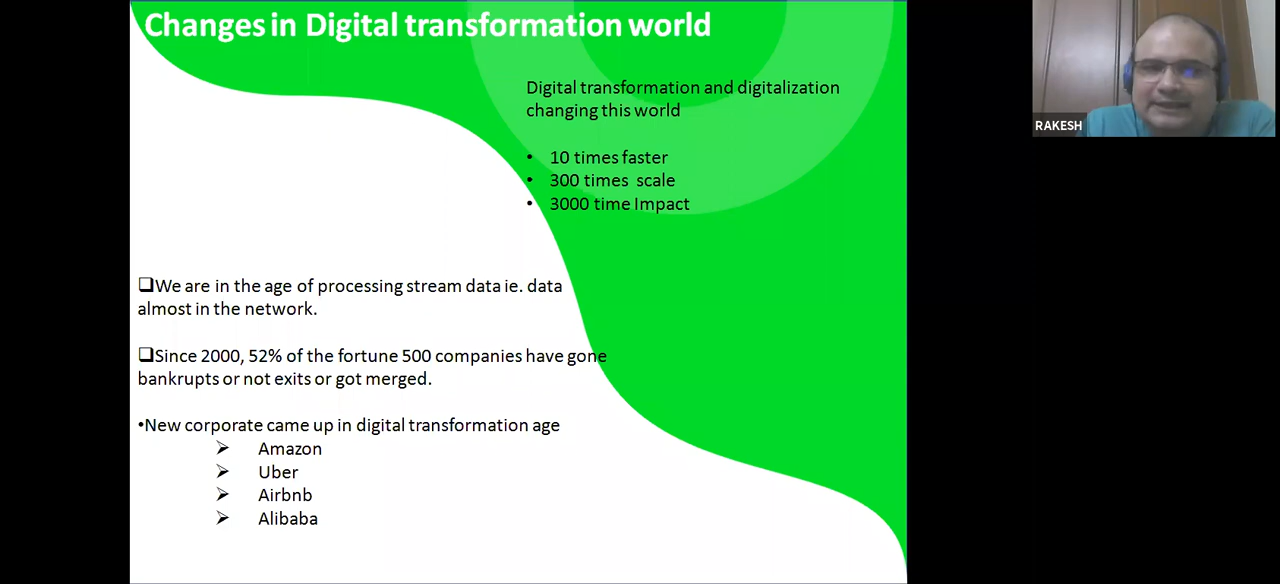 Changes in Digital transformation world
Digital transformation and digitalization
changing this world
• 10 times faster
• 300 times scale
• 3000 time Impact
❑We are in the age of processing stream data ie. data
almost in the network.
❑Since 2000, 52% of the fortune 500 companies have gone
bankrupts or not exits or got merged.
•New corporate came up in digital transformation age
➢ Amazon
➢ Uber
➢ Airbnb
➢ Alibaba
RAKESH